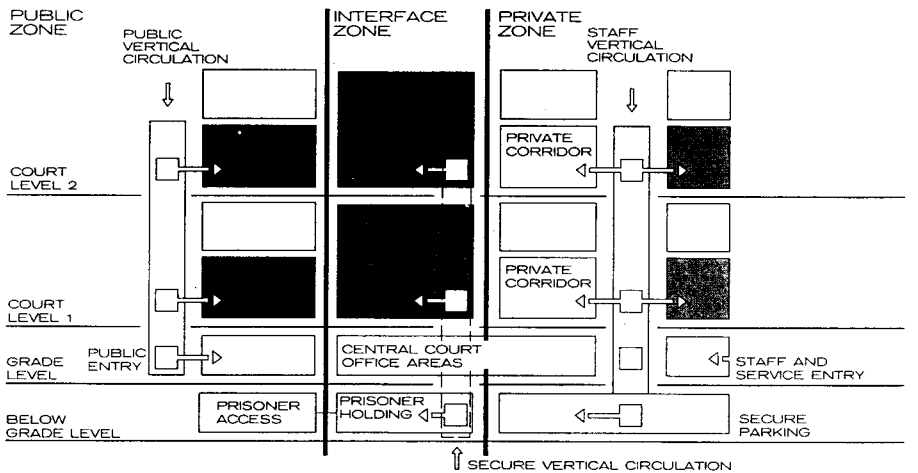 PUBLIC
ZONE
INTERFACE
ZONE
PRIVATE
ZONE
PUBLIC
VERTICAL
CIRCULATION
STAFF
VERTICAL
CIRCULATION
PRIVATE
CORRIDOR
COURT
LEVEL 2
PRIVATE
CORRIDOR
COURT
LEVEL 1
GRADE
LEVEL
PUBLIC
ENTRY
CENTRAL COURT
OFFICE AREAS
STAFF AND
SERVICE ENTRY
BELOW
GRADE LEVEL
PRISONER
ACCESS
PRISONER
HOLDING
SECURE
PARKING
SECURE VERTICAL CIRCULATION